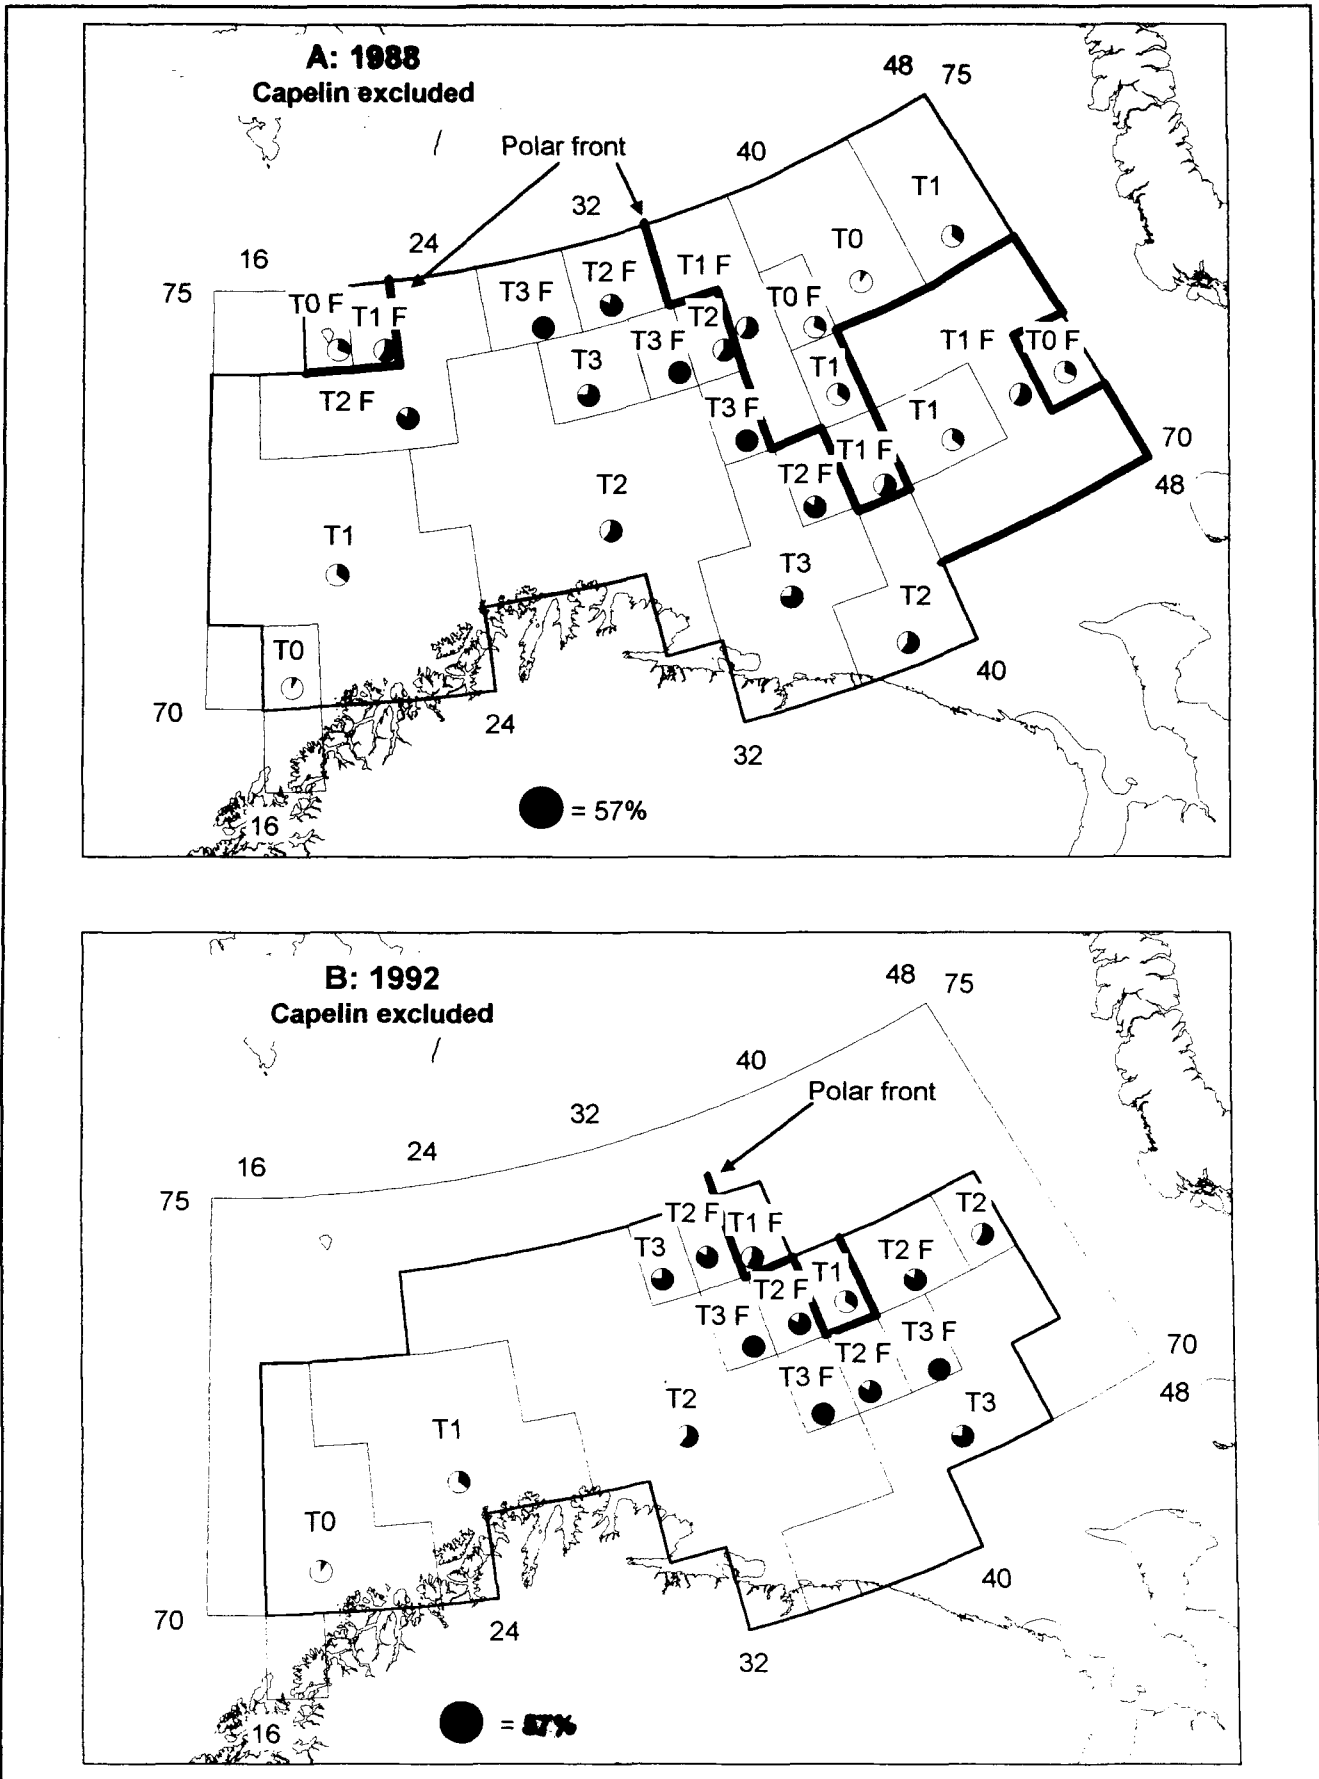 A: 1988
Capelin excluded
48 75
Polar front
40
32
24
16
75
T1
T0
T1 F
T2 F
T3 F
T0 F
T0 F
T1 F
T2
T1 F
T0 F
T3 F
T3
T1
T2 F
T3 F
T1
T1 F
T2 F
T2
T1
T3
T2
T0
70
48
40
70
24
32
= 57%
16
B: 1992
Capelin excluded
48 75
40
Polar front
32
24
16
75
T2
T2 F
T1 F
T3
T2 F
T1
T2 F
T3 F
T3 F
T2 F
T3 F
T2
T3
T1
T0
70
48
40
70
24
32
= 57%
16